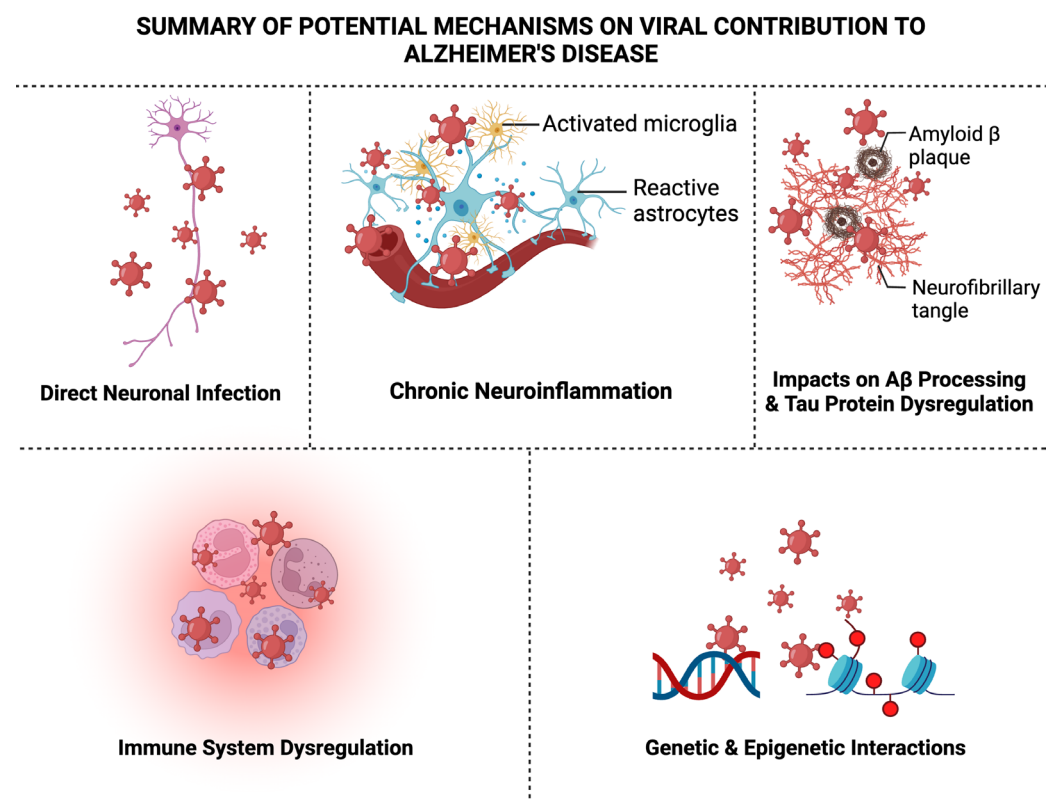 SUMMARY OF POTENTIAL MECHANISMS ON VIRAL CONTRIBUTION TO
ALZHEIMER'S DISEASE
Activated microglia
Reactive
astrocytes
Amyloid β
plaque
Neurofibrillary
tangle
Direct Neuronal Infection
Chronic Neuroinflammation
Impacts on Aβ Processing
& Tau Protein Dysregulation
Immune System Dysregulation
Genetic & Epigenetic Interactions